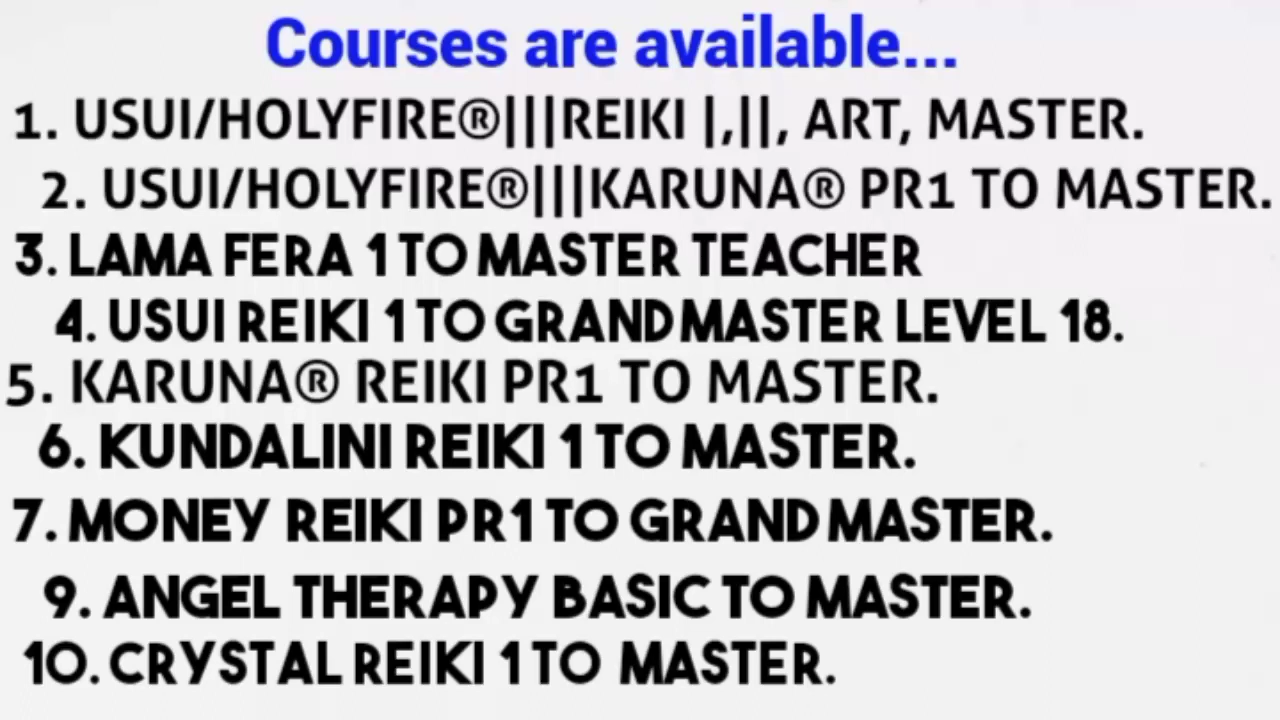 Courses are available...
1. USUI/HOLYFIRE®|||REIKI |,||, ART, MASTER.
2. USUI/HOLYFIRE®|||KARUNA® PR1 TO MASTER.
3. LAMA FERA 1 TO MASTER TEACHER
4. USUI REIKI 1 TO GRANDMASTER LEVEL 18.
5. KARUNA® REIKI PR1 TO MASTER.
6. KUNDALINI REIKI 1 TO MASTER.
7. MONEY REIKI PR1 TO GRANDMASTER.
9. ANGEL THERAPY BASIC TO MASTER.
10. CRYSTAL REIKI 1 TO MASTER.